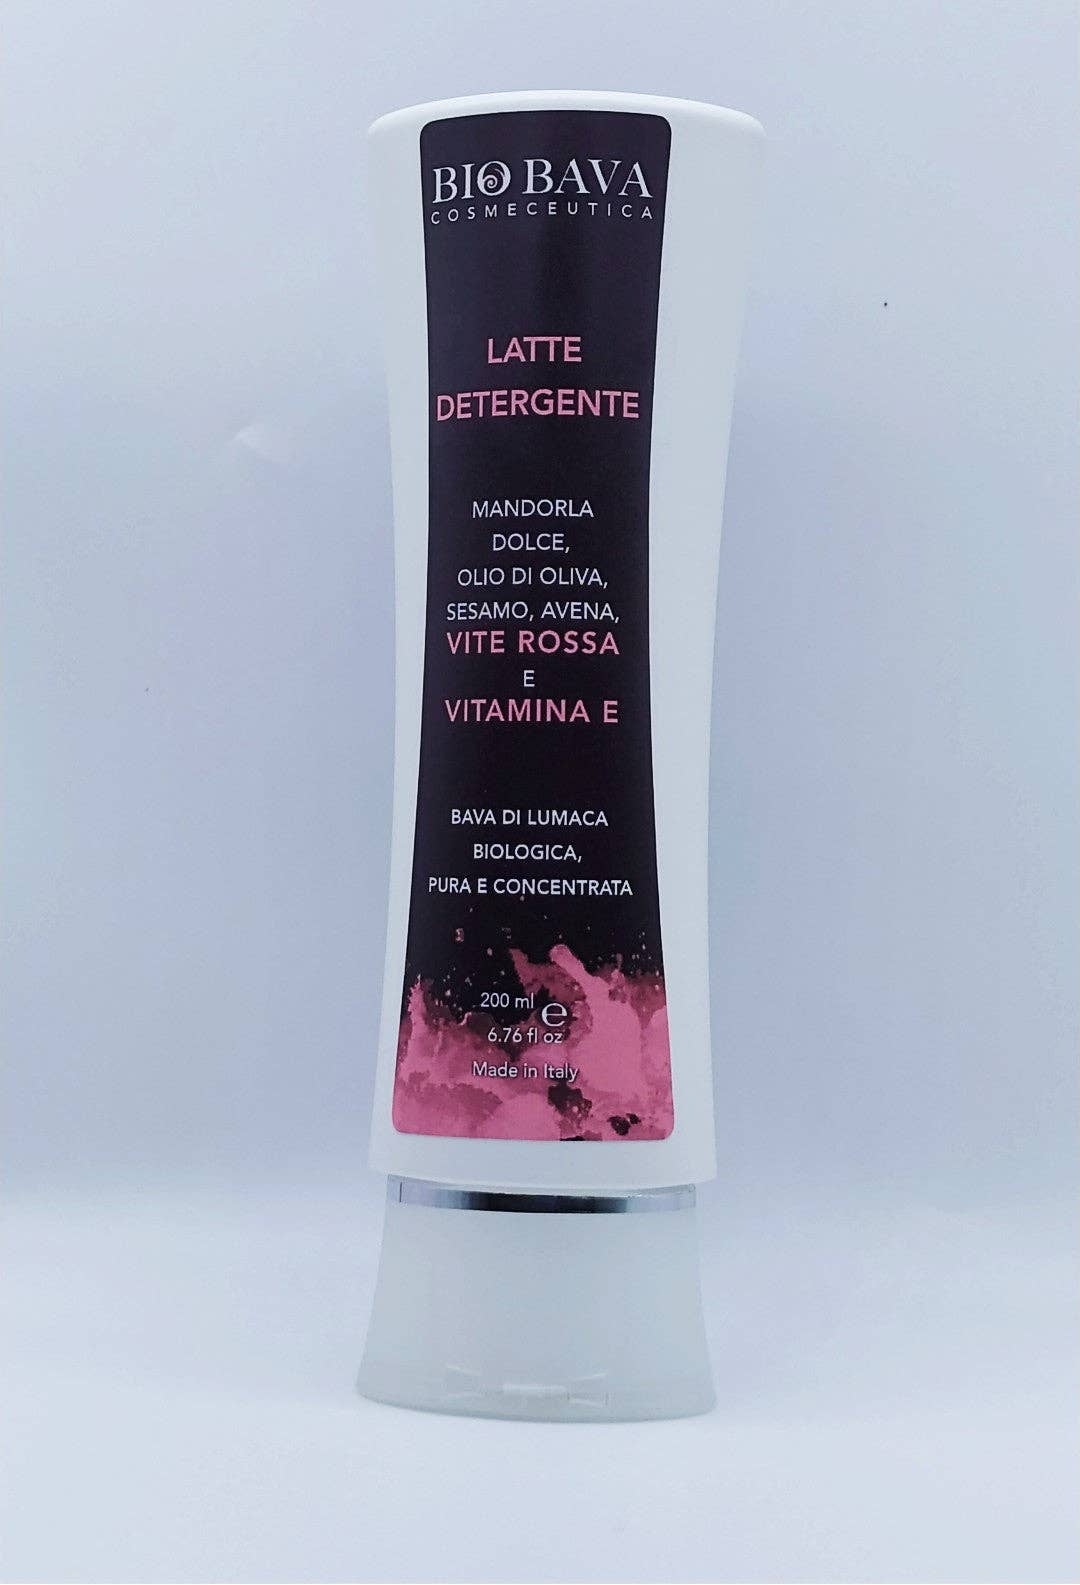 BIO BAVA
COSMECEUTICA
LATTE
DETERGENTE
MANDORLA
DOLCE,
OLIO DI OLIVA,
SESAMO, AVENA,
VITE ROSSA
E
VITAMINA E
BAVA DI LUMACA
BIOLOGICA,
PURA E CONCENTRATA
200 ml ℮
6.76 fl oz
Made in Italy